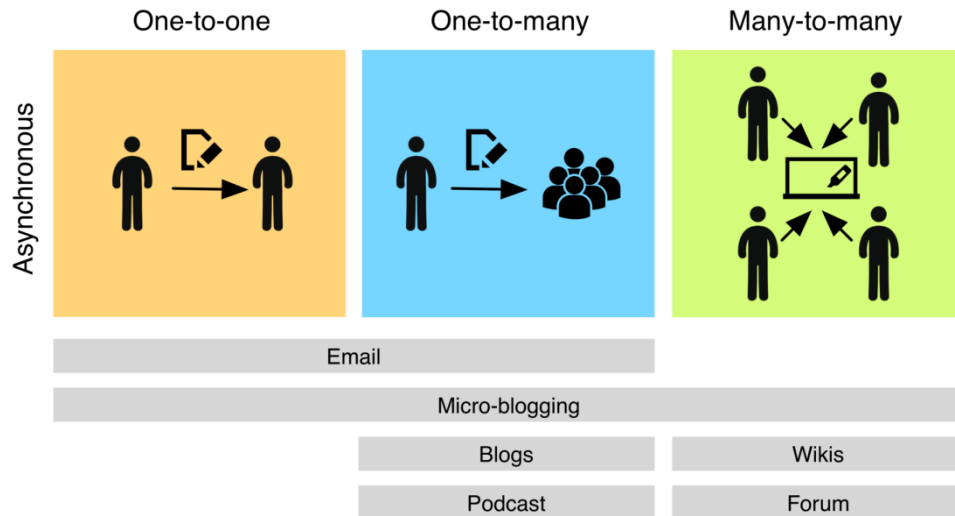 One-to-one
One-to-many
Many-to-many
Asynchronous
Email
Micro-blogging
Blogs
Wikis
Podcast
Forum